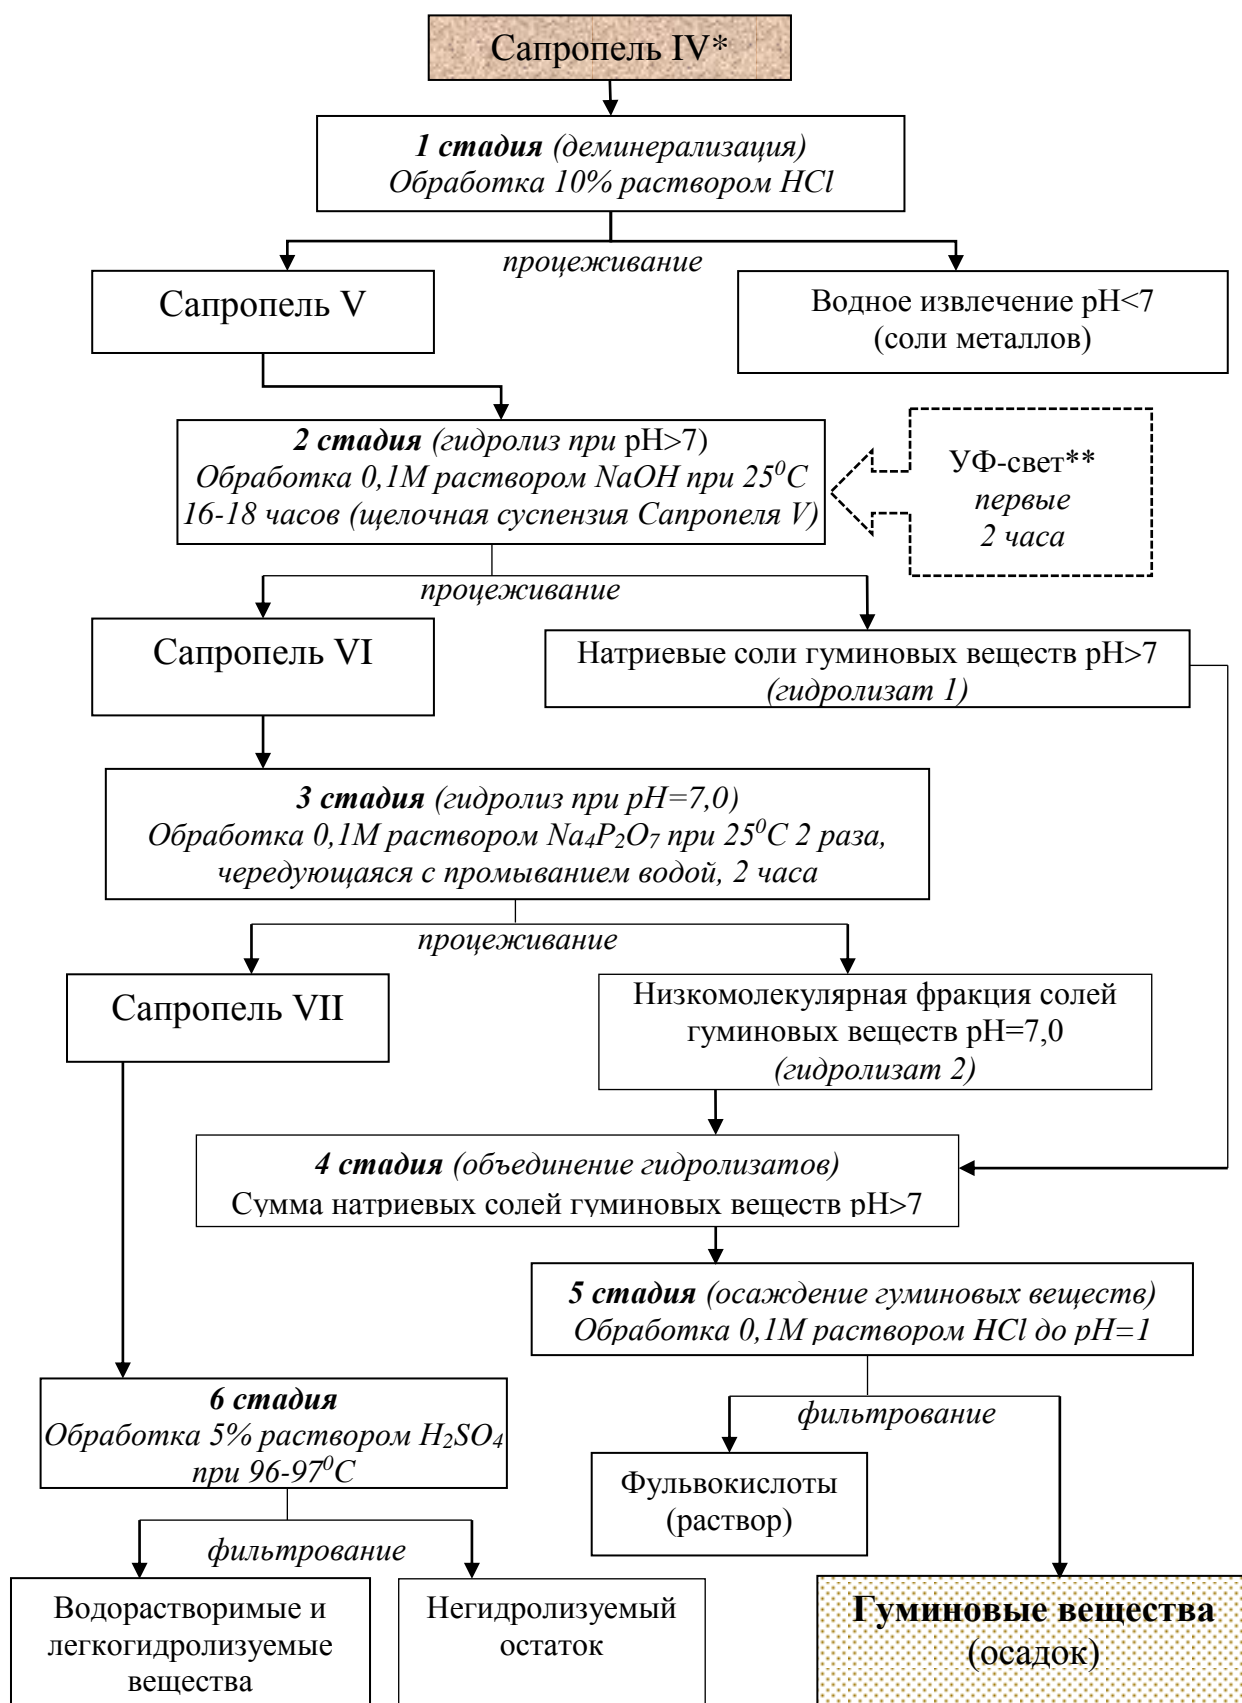 Сапропель IV*
1 стадия (деминерализация)
Обработка 10% раствором HCl
процеживание
Сапропель V
Водное извлечение pH<7
(соли металлов)
2 стадия (гидролиз при pH>7)
Обработка 0,1М раствором NaOH при 25⁰C
16-18 часов (щелочная суспензия Сапропеля V)
УФ-свет**
первые
2 часа
процеживание
Сапропель VI
Натриевые соли гуминовых веществ pH>7
(гидролизат 1)
3 стадия (гидролиз при pH=7,0)
Обработка 0,1М раствором Na₄P₂O₇ при 25⁰C 2 раза,
чередующаяся с промыванием водой, 2 часа
процеживание
Сапропель VII
Низкомолекулярная фракция солей
гуминовых веществ pH=7,0
(гидролизат 2)
4 стадия (объединение гидролизатов)
Сумма натриевых солей гуминовых веществ pH>7
5 стадия (осаждение гуминовых веществ)
Обработка 0,1М раствором HCl до pH=1
6 стадия
Обработка 5% раствором H₂SO₄
при 96-97⁰C
фильтрование
Фульвокислоты
(раствор)
фильтрование
Водорастворимые и
легкогидролизуемые
вещества
Негидролизуемый
остаток
Гуминовые вещества
(осадок)